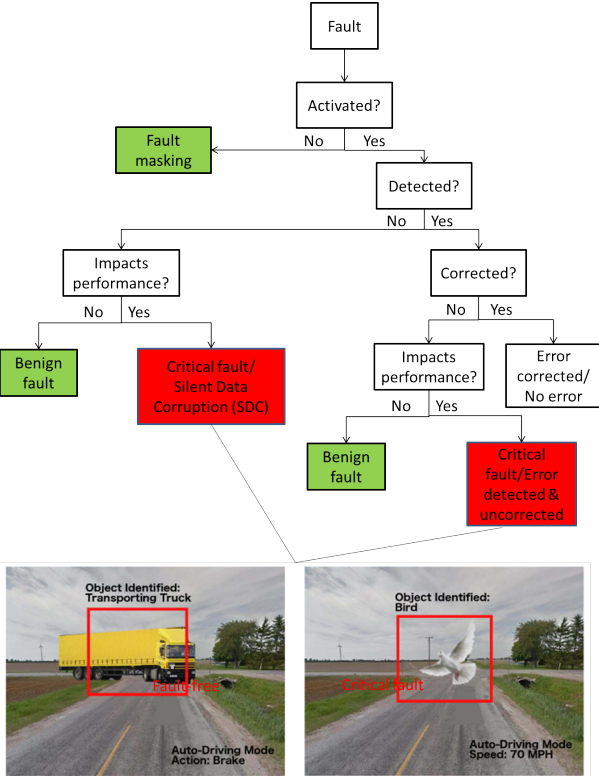 Fault
Activated?
No
Yes
Fault
masking
Detected?
No
Yes
Impacts
performance?
Corrected?
No
Yes
No
Yes
Benign
fault
Critical fault/
Silent Data
Corruption (SDC)
Impacts
performance?
Error
corrected/
No error
No
Yes
Benign
fault
Critical
fault/Error
detected &
uncorrected
Object Identified:
Transporting Truck
Fault-free
Auto-Driving Mode
Action: Brake
Object Identified:
Bird
Critical fault
Auto-Driving Mode
Speed: 70 MPH